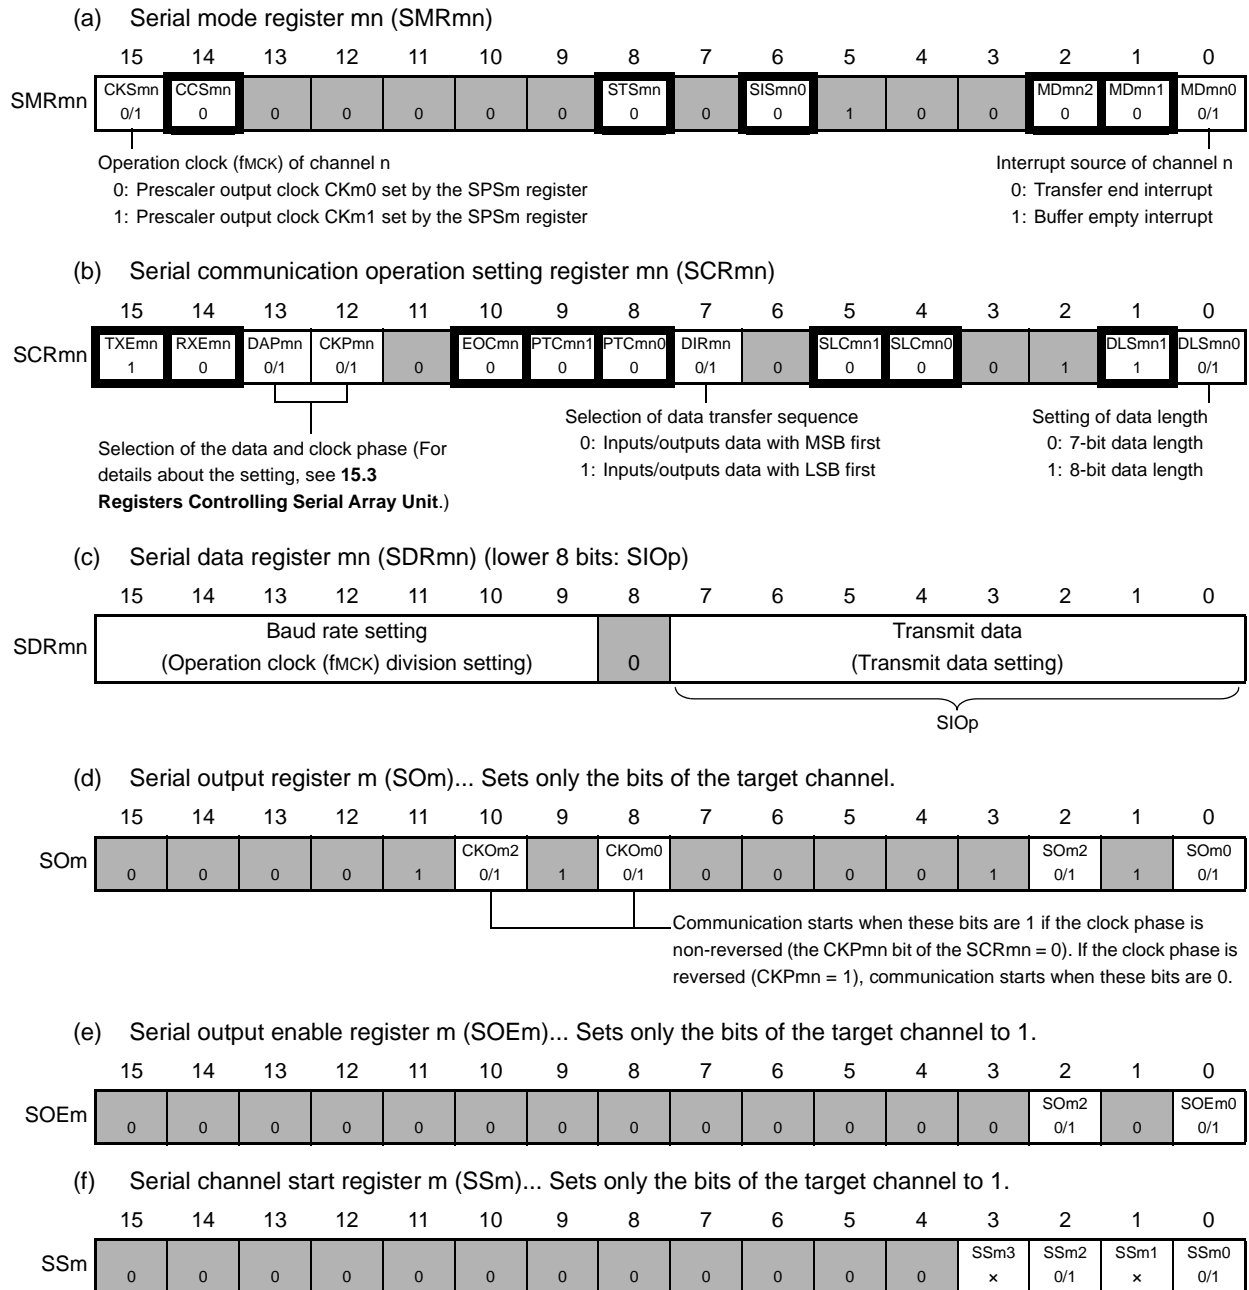 (a) Serial mode register mn (SMRmn)
15 14 13 12 11 10 9 8 7 6 5 4 3 2 1 0
SMRmn
CKSmn CCSmn STSmn SISmn0 MDmn2 MDmn1 MDmn0
0/1 0 0 0 0 0 0 0 0 0 1 0 0 0 0 0/1
Operation clock (fMCK) of channel n
0: Prescaler output clock CKm0 set by the SPSm register
1: Prescaler output clock CKm1 set by the SPSm register
Interrupt source of channel n
0: Transfer end interrupt
1: Buffer empty interrupt
(b) Serial communication operation setting register mn (SCRmn)
15 14 13 12 11 10 9 8 7 6 5 4 3 2 1 0
SCRmn
TXEmn RXEmn DAPmn CKPmn EOCmn PTCmn1 PTCmn0 DIRmn SLCmn1 SLCmn0 DLSmn1 DLSmn0
1 0 0/1 0/1 0 0 0 0 0/1 0 0 0 0 1 1 0/1
Selection of the data and clock phase (For
details about the setting, see 15.3
Registers Controlling Serial Array Unit.)
Selection of data transfer sequence
0: Inputs/outputs data with MSB first
1: Inputs/outputs data with LSB first
Setting of data length
0: 7-bit data length
1: 8-bit data length
(c) Serial data register mn (SDRmn) (lower 8 bits: SIOp)
15 14 13 12 11 10 9 8 7 6 5 4 3 2 1 0
SDRmn
Baud rate setting
(Operation clock (fMCK) division setting)
0
Transmit data
(Transmit data setting)
SIOp
(d) Serial output register m (SOm)... Sets only the bits of the target channel.
15 14 13 12 11 10 9 8 7 6 5 4 3 2 1 0
SOm
CKOm2 CKOm0 SOm2 SOm0
0 0 0 0 1 0/1 1 0/1 0 0 0 0 1 0/1 1 0/1
Communication starts when these bits are 1 if the clock phase is
non-reversed (the CKPmn bit of the SCRmn = 0). If the clock phase is
reversed (CKPmn = 1), communication starts when these bits are 0.
(e) Serial output enable register m (SOEm)... Sets only the bits of the target channel to 1.
15 14 13 12 11 10 9 8 7 6 5 4 3 2 1 0
SOEm
SOm2 SOEm0
0 0 0 0 0 0 0 0 0 0 0 0 0 0/1 0 0/1
(f) Serial channel start register m (SSm)... Sets only the bits of the target channel to 1.
15 14 13 12 11 10 9 8 7 6 5 4 3 2 1 0
SSm
SSm3 SSm2 SSm1 SSm0
0 0 0 0 0 0 0 0 0 0 0 0 × 0/1 × 0/1